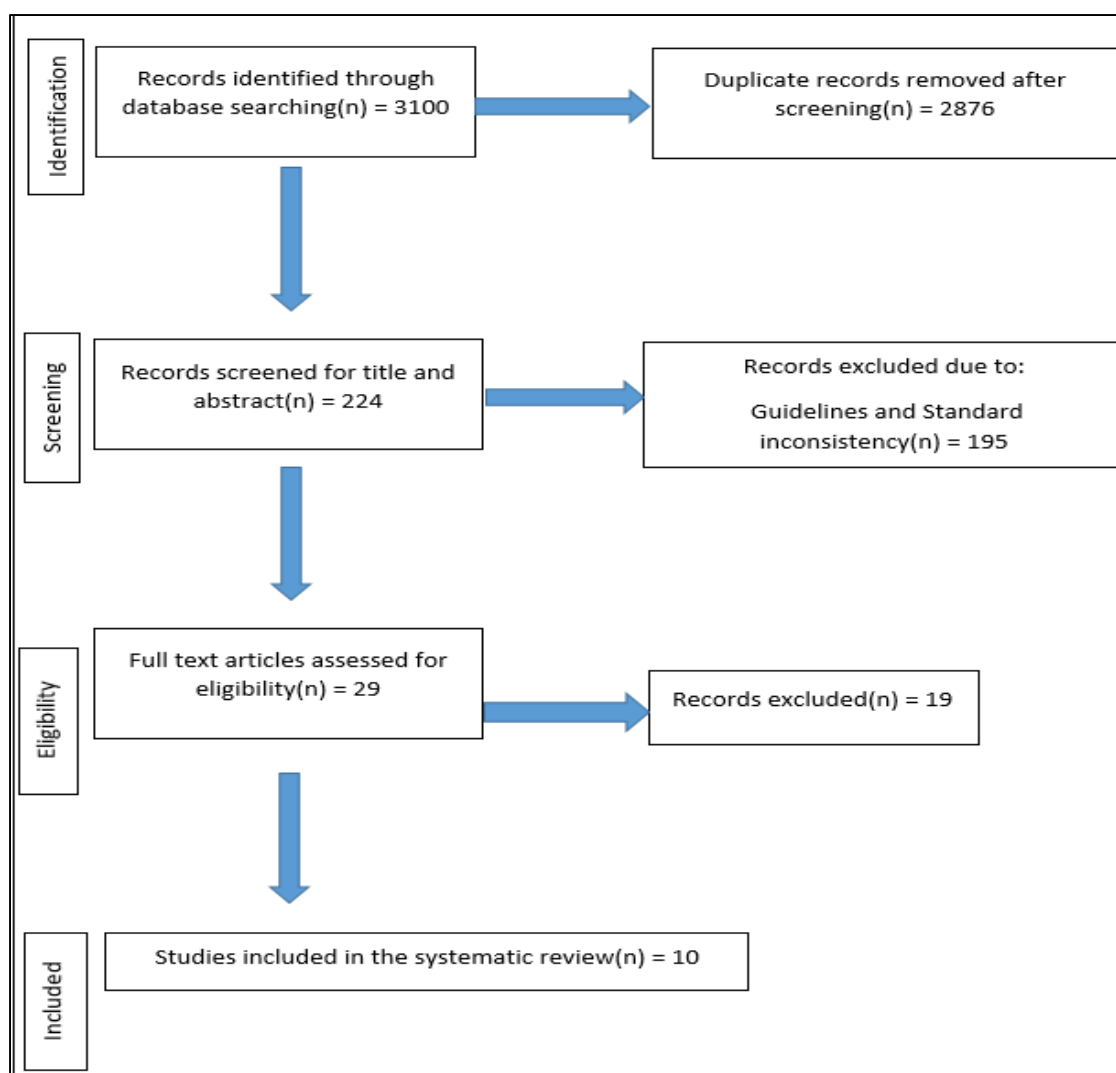 Identification
Records identified through
database searching(n) = 3100
Duplicate records removed after
screening(n) = 2876
Screening
Records screened for title and
abstract(n) = 224
Records excluded due to:
Guidelines and Standard
inconsistency(n) = 195
Eligibility
Full text articles assessed for
eligibility(n) = 29
Records excluded(n) = 19
Included
Studies included in the systematic review(n) = 10